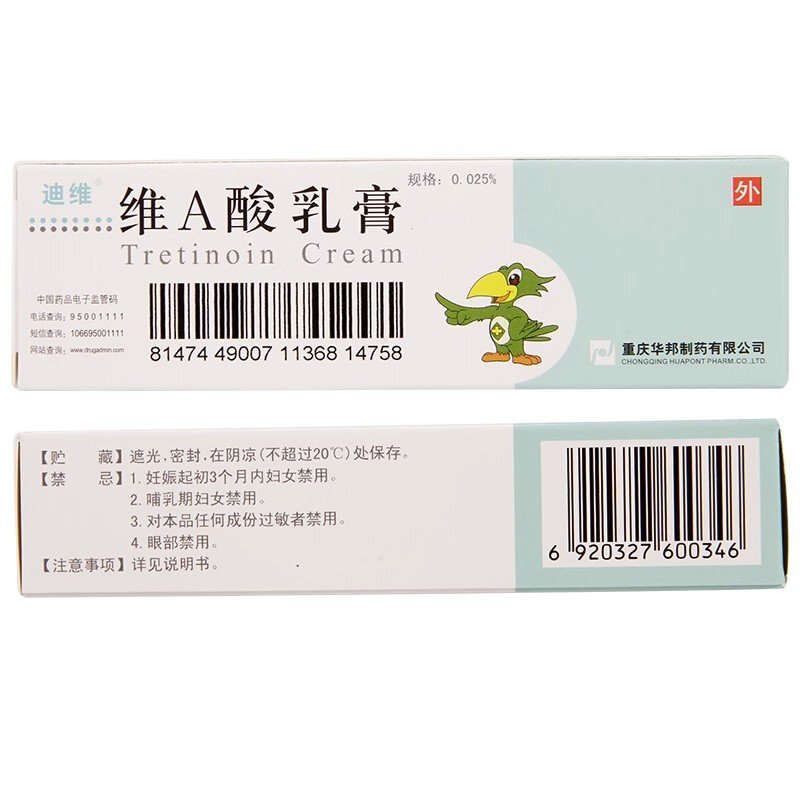 迪维®
维A酸乳膏
规格：0.025%
外
Tretinoin Cream
中国药品电子监管码
电话查询：95001111
短信查询：106695001111
网站查询：www.drugadmin.com
81474 49007 11368 14758
重庆华邦制药有限公司
CHONGQING HUAPONT PHARM.CO.,LTD.
【贮　藏】遮光,密封,在阴凉(不超过20℃)处保存。
【禁　忌】1.妊娠起初3个月内妇女禁用。
2.哺乳期妇女禁用。
3.对本品任何成份过敏者禁用。
4.眼部禁用。
【注意事项】详见说明书。
6 920327 600346